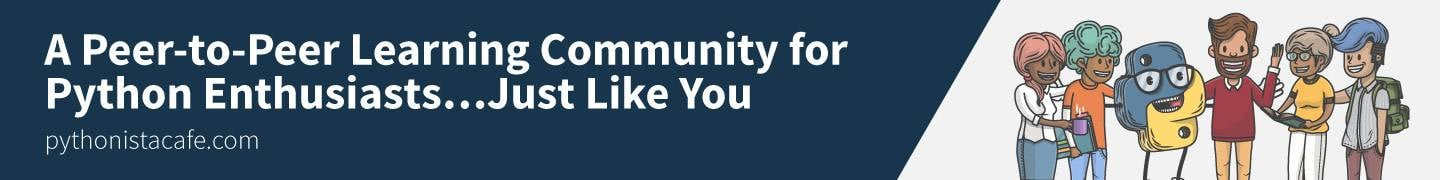 A Peer-to-Peer Learning Community for
Python Enthusiasts…Just Like You
pythonistacafe.com